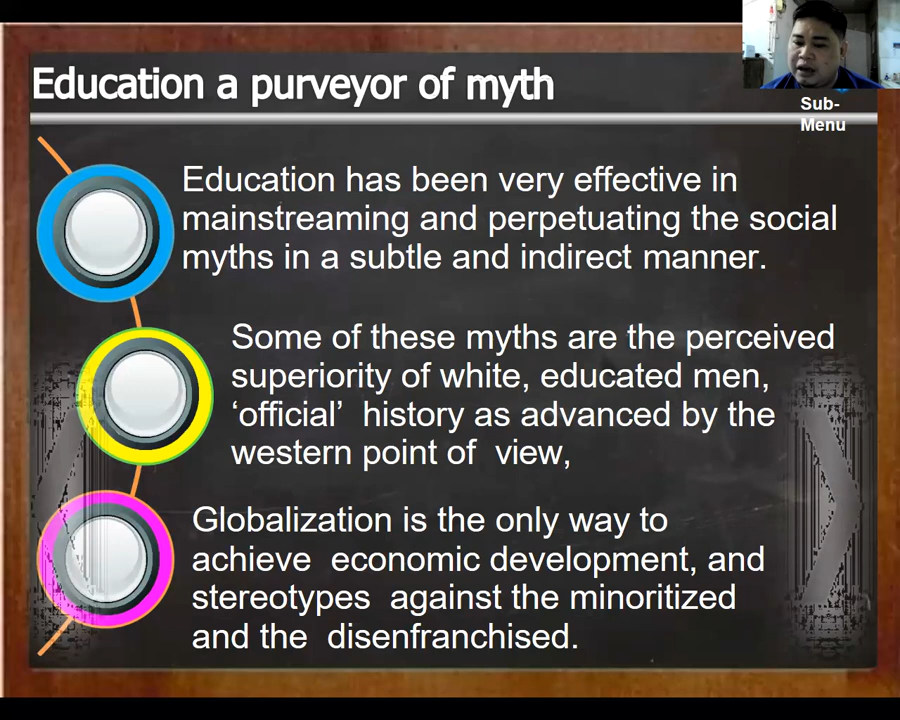 Education a purveyor of myth
Sub-
Menu
Education has been very effective in
mainstreaming and perpetuating the social
myths in a subtle and indirect manner.
Some of these myths are the perceived
superiority of white, educated men,
‘official’  history as advanced by the
western point of  view,
Globalization is the only way to
achieve  economic development, and
stereotypes  against the minoritized
and the  disenfranchised.